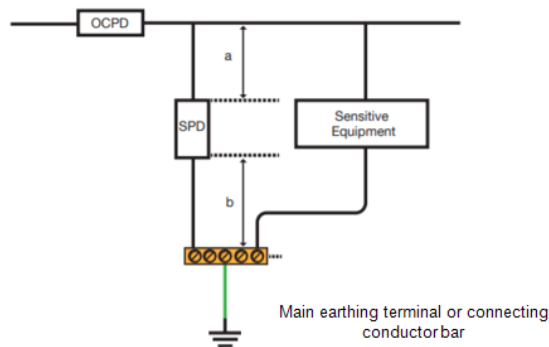 OCPD
a
SPD
Sensitive
Equipment
b
Main earthing terminal or connecting
conductor bar